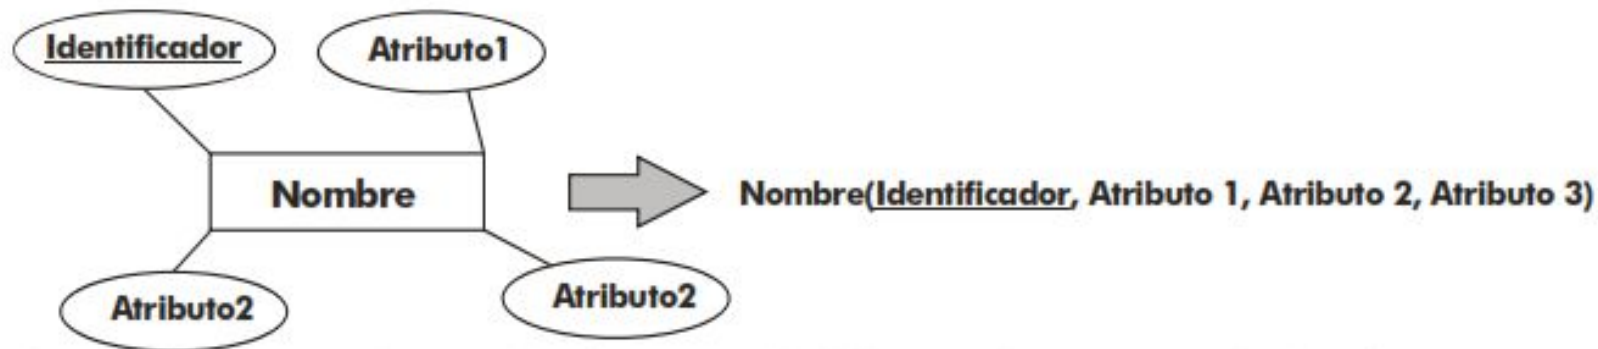 Identificador
Atributo1
Nombre
Nombre(Identificador, Atributo 1, Atributo 2, Atributo 3)
Atributo2
Atributo2